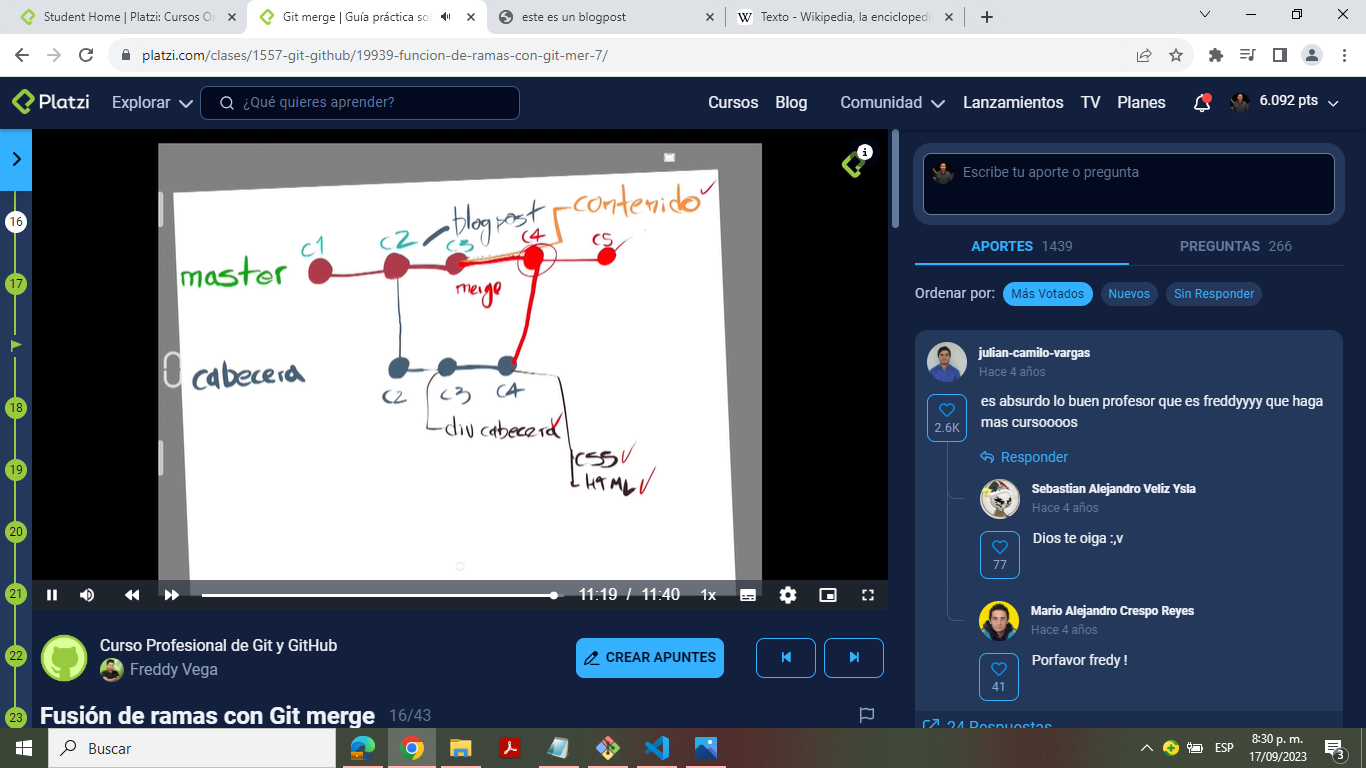 Student Home | Platzi: Cursos O
Git merge | Guía práctica so
este es un blogpost
Texto - Wikipedia, la enciclopedi
platzi.com/clases/1557-git-github/19939-funcion-de-ramas-con-git-mer-7/
Platzi
Explorar
¿Qué quieres aprender?
Cursos
Blog
Comunidad
Lanzamientos
TV
Planes
6.092 pts
16
17
18
19
20
21
22
23
blogpost
contenido
c1
c2
c3
c4
c5
master
merge
cabecera
c2
c3
c4
div cabecera
CSS
HTML
11:19 / 11:40
1x
Curso Profesional de Git y GitHub
Freddy Vega
CREAR APUNTES
Fusión de ramas con Git merge 16/43
Escribe tu aporte o pregunta
APORTES 1439
PREGUNTAS 266
Ordenar por:
Más Votados
Nuevos
Sin Responder
julian-camilo-vargas
Hace 4 años
es absurdo lo buen profesor que es freddyyyy que haga
mas cursoooos
2.6K
Responder
Sebastian Alejandro Veliz Ysla
Hace 4 años
Dios te oiga :,v
77
Mario Alejandro Crespo Reyes
Hace 4 años
Porfavor fredy !
41
24 Respuestas
Buscar
ESP
8:30 p. m.
17/09/2023
3